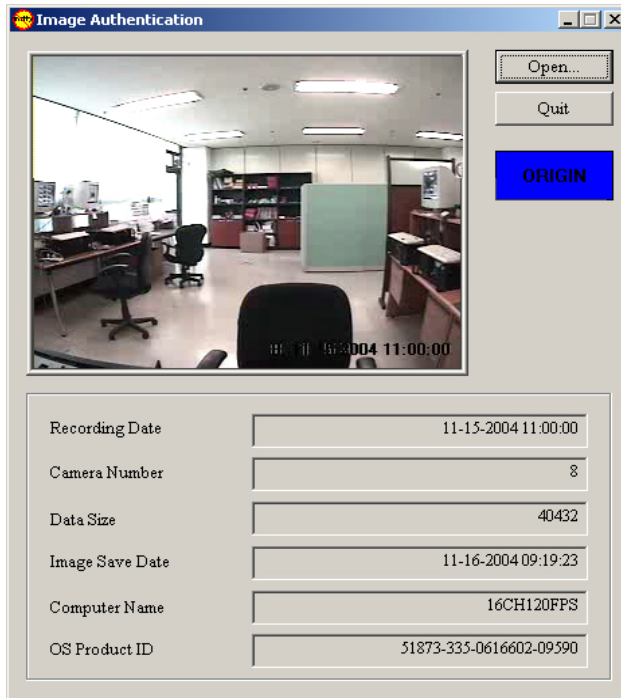 Image Authentication
Open...
Quit
ORIGIN
2004 11:00:00
Recording Date 11-15-2004 11:00:00
Camera Number 8
Data Size 40432
Image Save Date 11-16-2004 09:19:23
Computer Name 16CH120FPS
OS Product ID 51873-335-0616602-09590